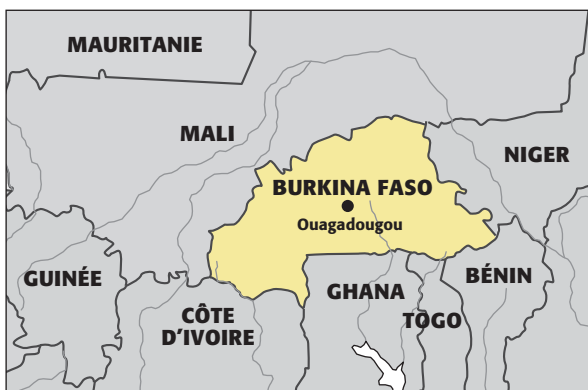 MAURITANIE
MALI
NIGER
BURKINA FASO
Ouagadougou
GUINÉE
BÉNIN
GHANA
CÔTE
D'IVOIRE
TOGO